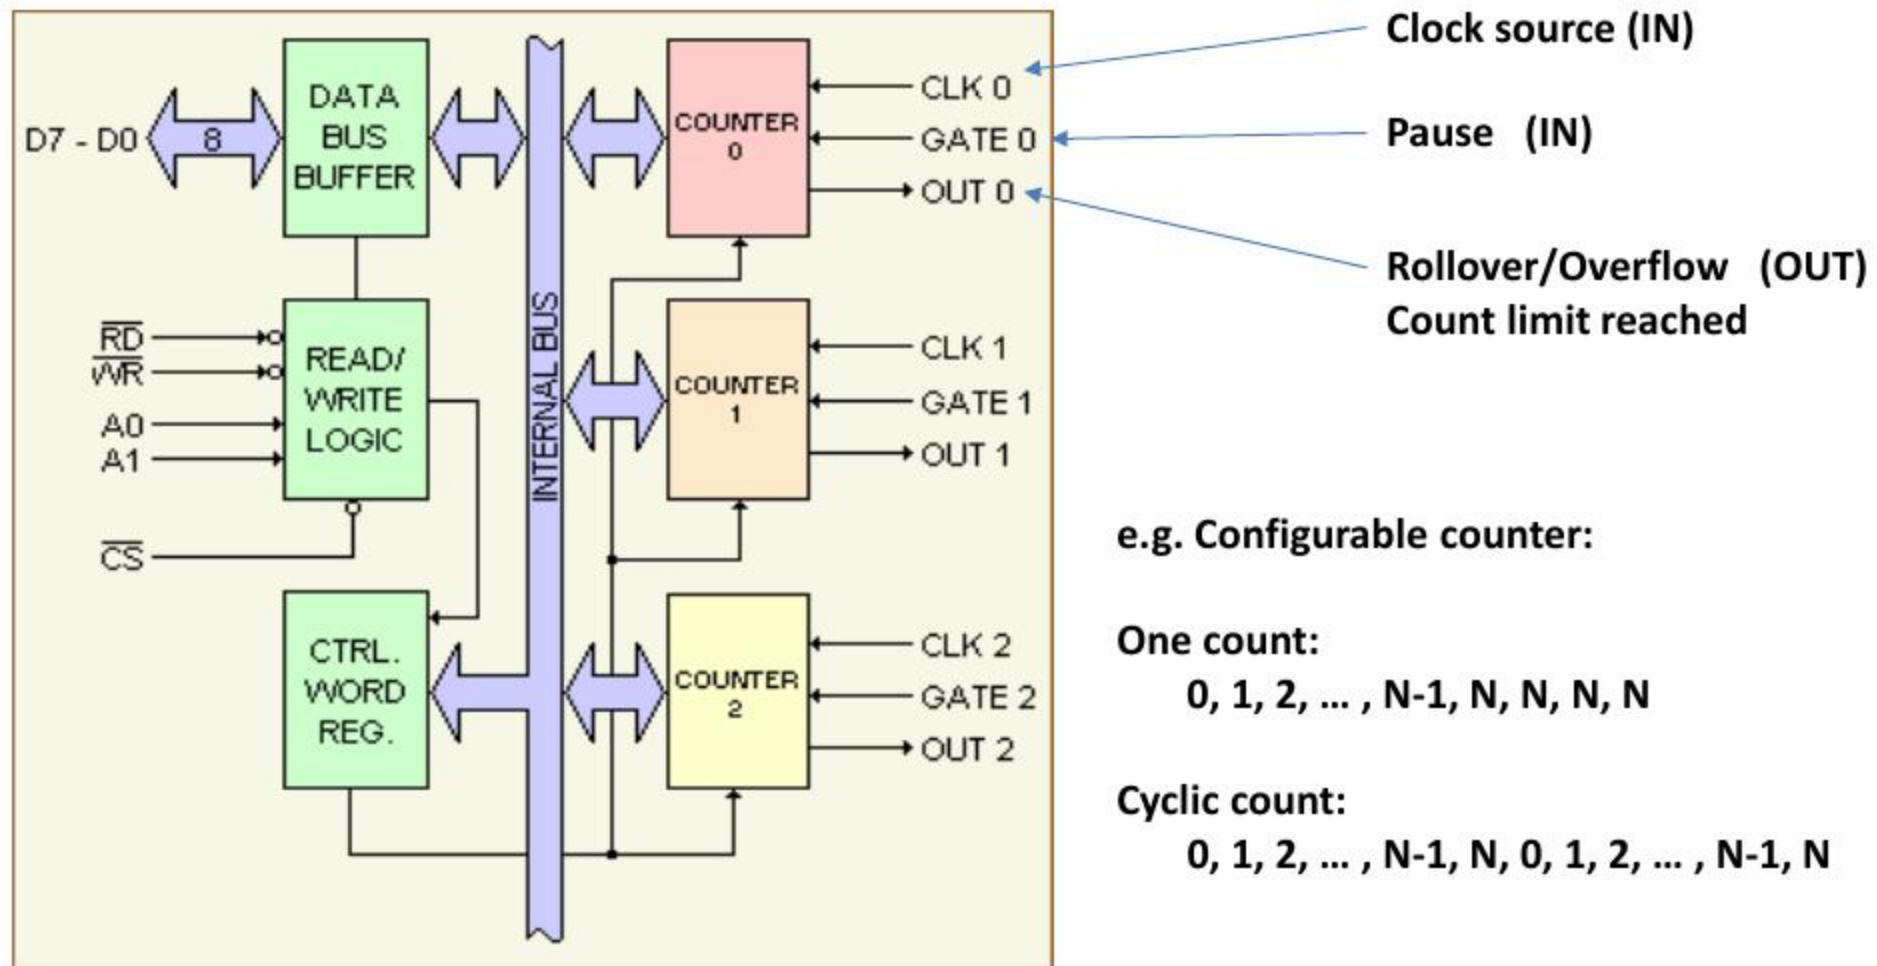 D7 - D0
8
DATA
BUS
BUFFER
RD
WR
A0
A1
READ/
WRITE
LOGIC
CS
CTRL.
WORD
REG.
INTERNAL BUS
COUNTER
0
CLK 0
GATE 0
OUT 0
COUNTER
1
CLK 1
GATE 1
OUT 1
COUNTER
2
CLK 2
GATE 2
OUT 2
Clock source (IN)
Pause (IN)
Rollover/Overflow (OUT)
Count limit reached
e.g. Configurable counter:
One count:
0, 1, 2, ... , N-1, N, N, N, N
Cyclic count:
0, 1, 2, ... , N-1, N, 0, 1, 2, ... , N-1, N